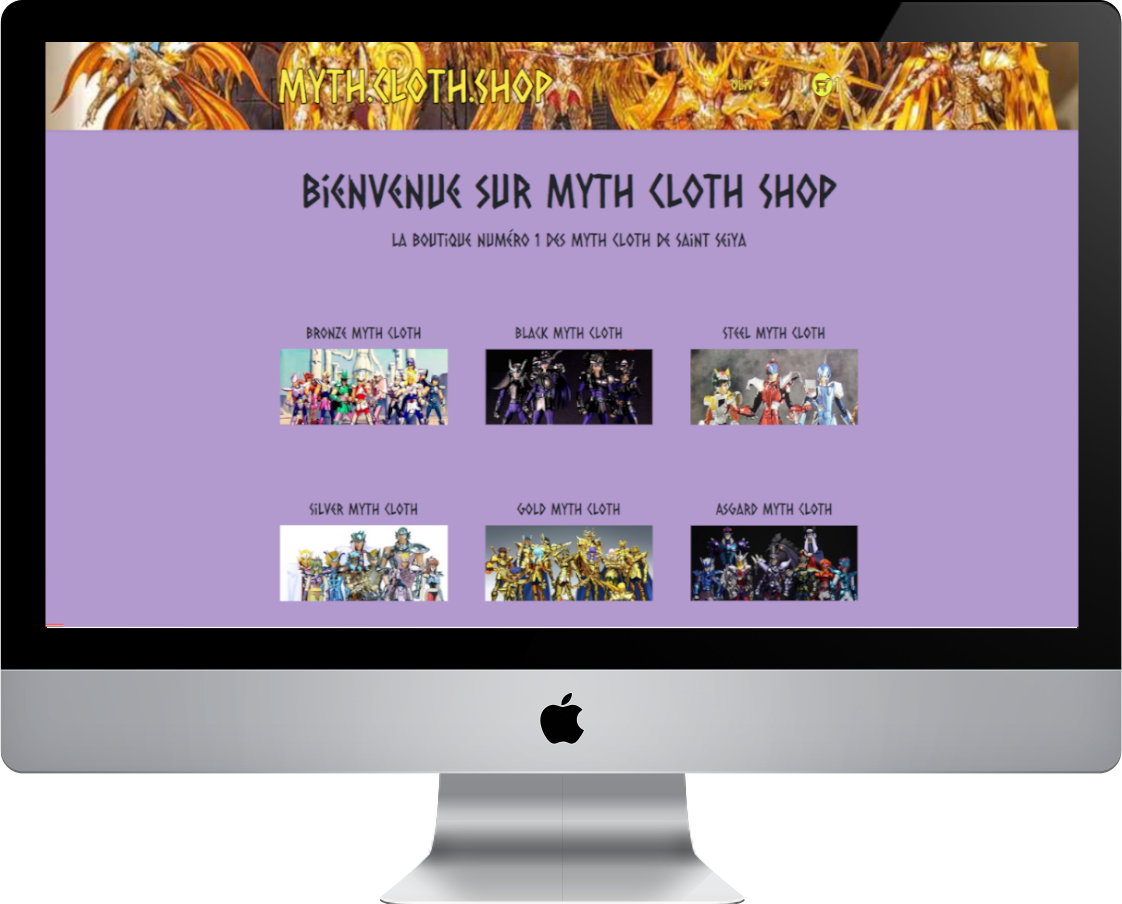 MYTH.CLOTH.SHOP
BiENVENUE SUR MYTH CLOTH SHOP
LA BOUTiQUE NUMÉRO 1 DES MYTH CLOTH DE SAiNT SEiYA
BRONZE MYTH CLOTH
BLACK MYTH CLOTH
STEEL MYTH CLOTH
SiLVER MYTH CLOTH
GOLD MYTH CLOTH
ASGARD MYTH CLOTH